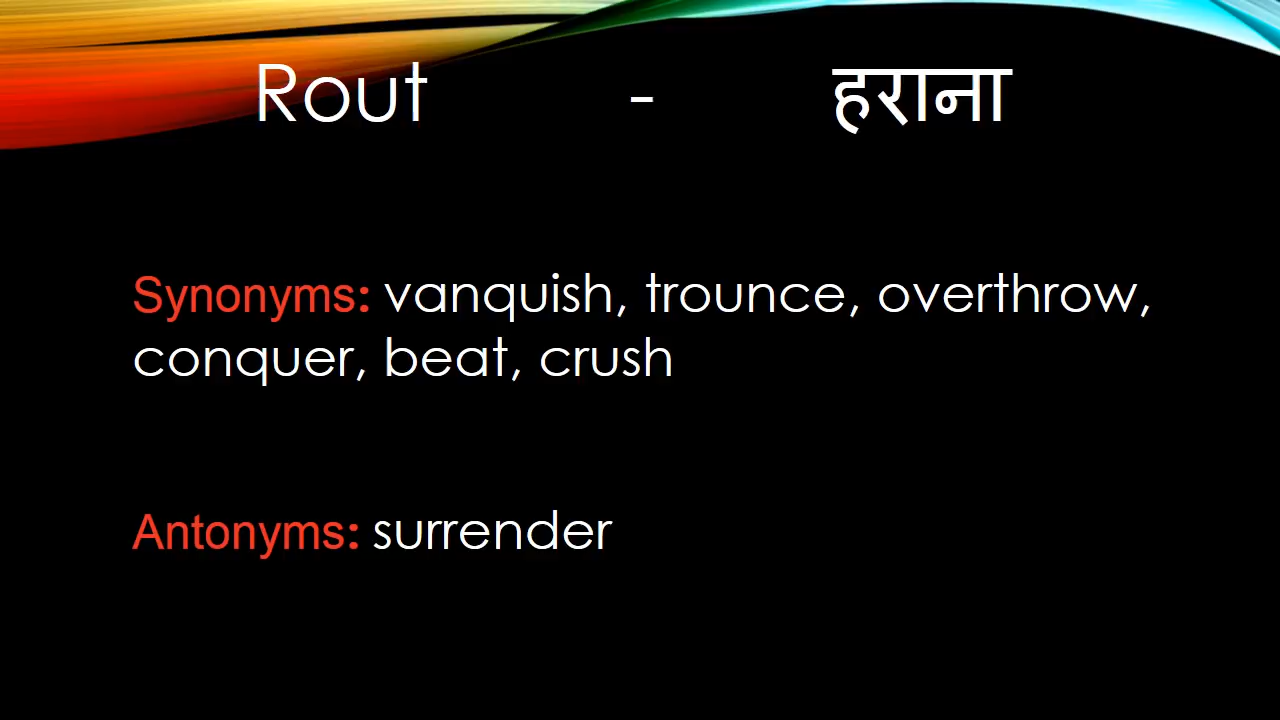 Rout - हराना
Synonyms: vanquish, trounce, overthrow,
conquer, beat, crush
Antonyms: surrender